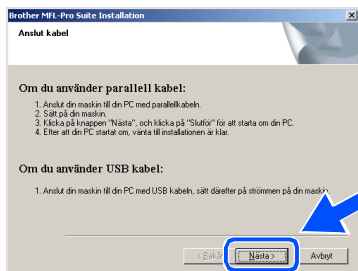 Brother MFL-Pro Suite Installation
Anslut kabel
Om du använder parallell kabel:
1. Anslut din maskin till din PC med parallellkabeln.
2. Sätt på din maskin.
3. Klicka på knappen "Nästa", och klicka på "Slutför" för att starta om din PC.
4. Efter att din PC startat om, vänta till installationen är klar.
Om du använder USB kabel:
1. Anslut din maskin till din PC med USB kabeln, sätt därefter på strömmen på din maskin.
Nästa > Avbryt